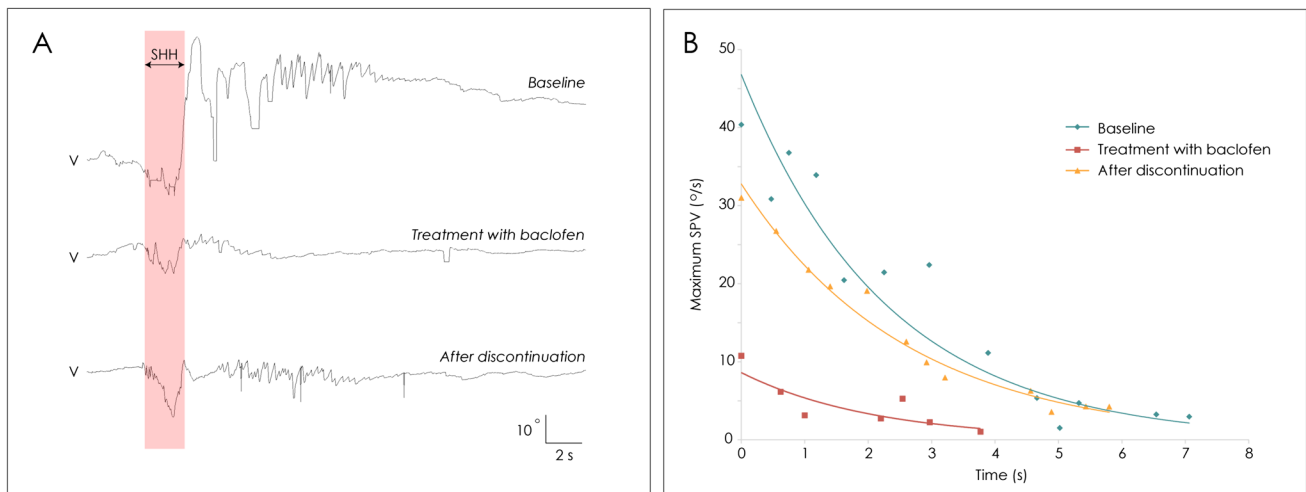 A
SHH
Baseline
V
Treatment with baclofen
V
After discontinuation
V
10°
2 s
B
50
40
30
20
10
0
Maximum SPV (°/s)
Baseline
Treatment with baclofen
After discontinuation
0 1 2 3 4 5 6 7 8
Time (s)